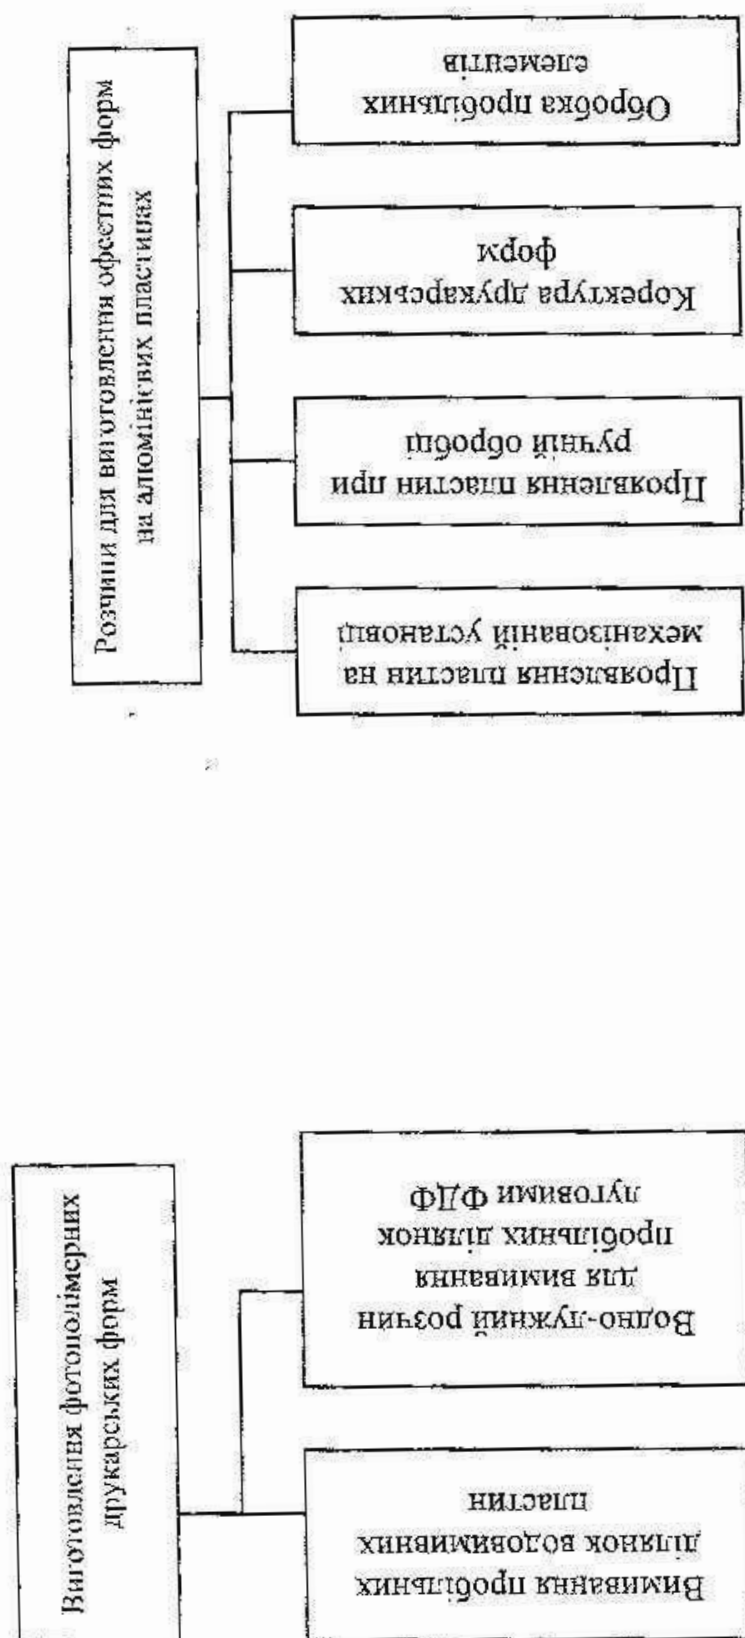 Розчини для виготовлення офсетних форм
на алюмінієвих пластинах
Обробка пробільних
елементів
Коректура друкарських
форм
Проявлення пластин при
ручній обробці
Проявлення пластин на
механізованій установці
Виготовлення фотополімерних
друкарських форм
Водно-лужний розчин
для вимивання
пробільних ділянок
луговими ФДФ
Вимивання пробільних
ділянок водовимивних
пластин